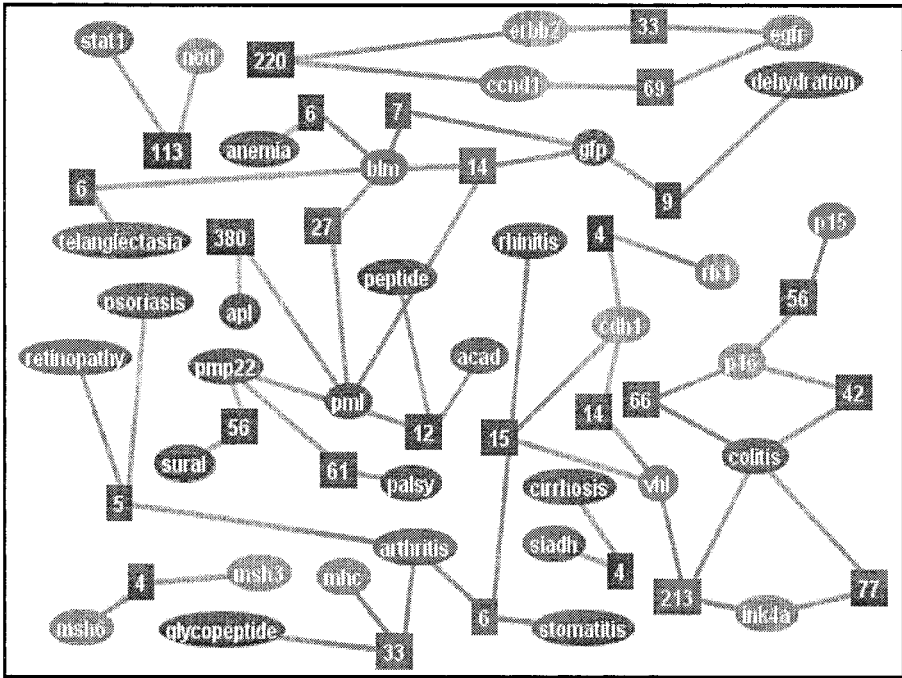 stat1
nod
220
erbb2
33
egfr
ccnd1
69
dehydration
113
anemia
6
7
blm
14
gfp
9
6
telangiectasia
380
27
rhinitis
4
rb1
p15
56
peptide
psoriasis
apl
cdh1
retinopathy
pmp22
pml
acad
p16
66
42
56
12
15
14
colitis
sural
61
palsy
cirrhosis
vhl
5
arthritis
siadh
4
4
msh3
mhc
213
ink4a
77
msh6
glycopeptide
33
6
stomatitis